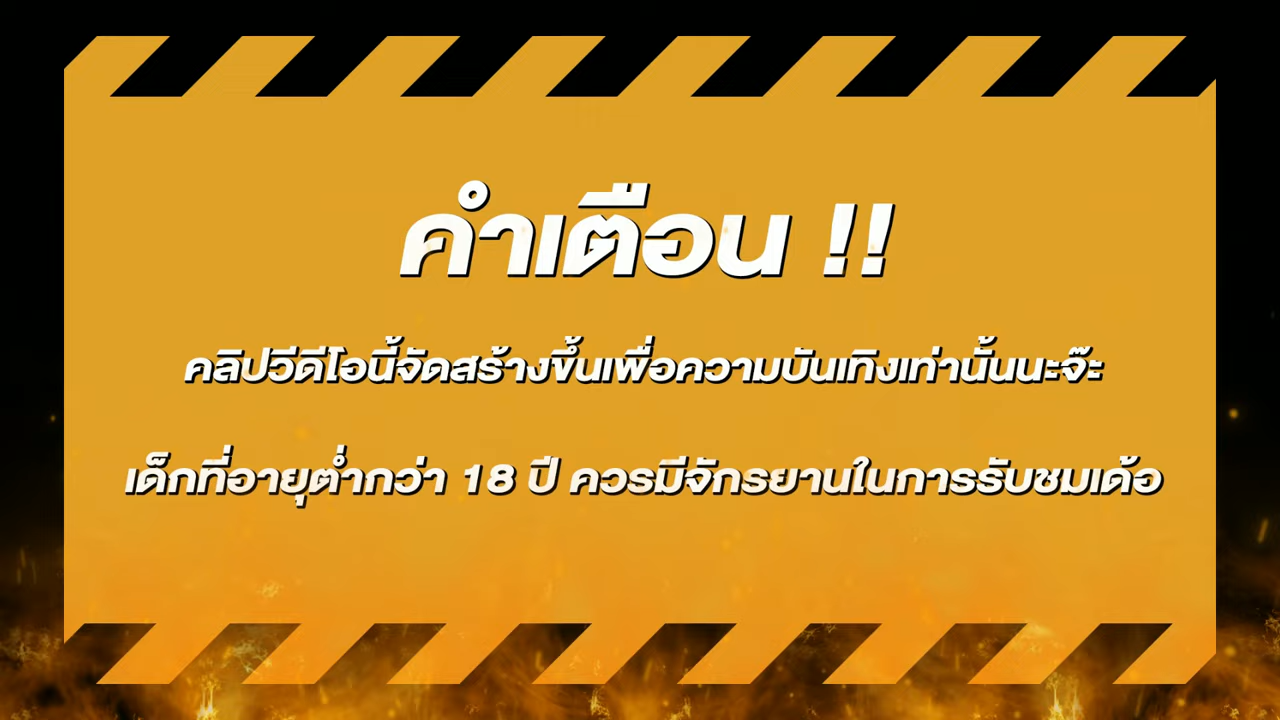 คำเตือน !!
คลิปวีดีโอนี้จัดสร้างขึ้นเพื่อความบันเทิงเท่านั้นนะจ๊ะ
เด็กที่อายุต่ำกว่า 18 ปี ควรมีจักรยานในการรับชมเด้อ